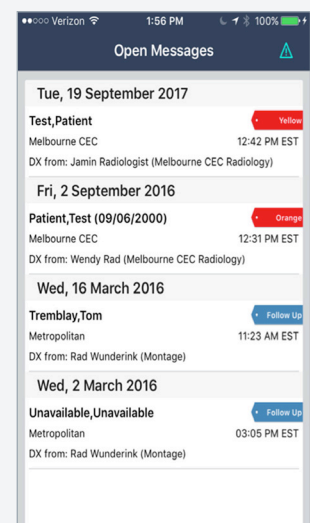 ●●○○○ Verizon 1:56 PM 100%
Open Messages
Tue, 19 September 2017
Test,Patient Yellow
Melbourne CEC 12:42 PM EST
DX from: Jamin Radiologist (Melbourne CEC Radiology)
Fri, 2 September 2016
Patient,Test (09/06/2000) Orange
Melbourne CEC 12:31 PM EST
DX from: Wendy Rad (Melbourne CEC Radiology)
Wed, 16 March 2016
Tremblay,Tom Follow Up
Metropolitan 11:23 AM EST
DX from: Rad Wunderink (Montage)
Wed, 2 March 2016
Unavailable,Unavailable Follow Up
Metropolitan 03:05 PM EST
DX from: Rad Wunderink (Montage)